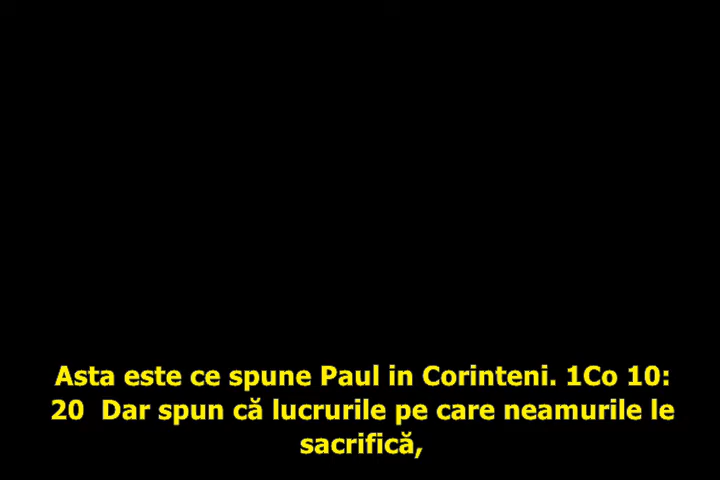 Asta este ce spune Paul in Corinteni. 1Co 10:
20  Dar spun că lucrurile pe care neamurile le
sacrifică,